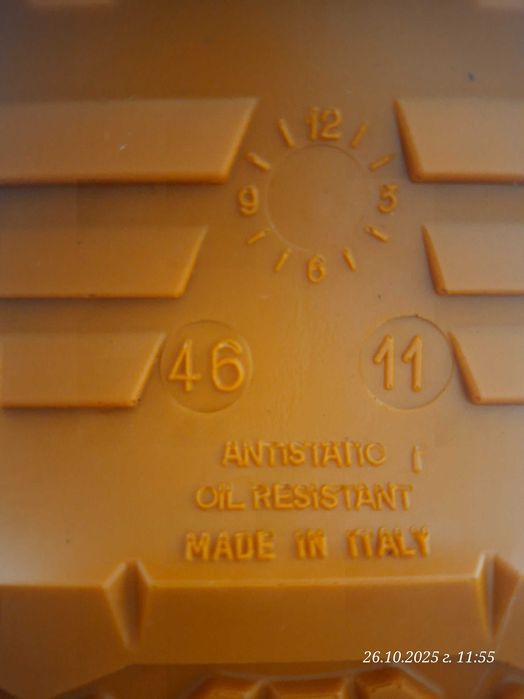 12
9 3
6
46 11
ANTISTATIC
OIL RESISTANT
MADE IN ITALY
26.10.2025 г. 11:55